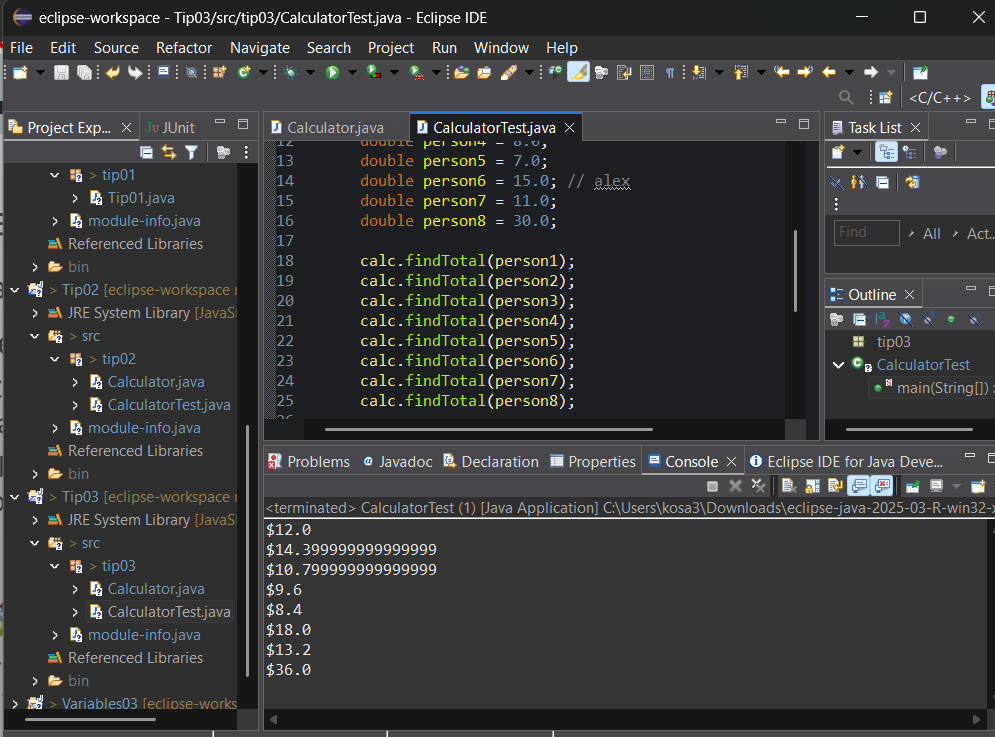 eclipse-workspace - Tip03/src/tip03/CalculatorTest.java - Eclipse IDE
File Edit Source Refactor Navigate Search Project Run Window Help
<C/C++>
Project Exp...
JUnit
> tip01
Tip01.java
module-info.java
Referenced Libraries
bin
> Tip02 [eclipse-workspace
JRE System Library [JavaS
> src
> tip02
Calculator.java
CalculatorTest.java
module-info.java
Referenced Libraries
bin
> Tip03 [eclipse-workspace
JRE System Library [JavaS
> src
> tip03
Calculator.java
CalculatorTest.java
module-info.java
Referenced Libraries
bin
> Variables03 [eclipse-works
Calculator.java
CalculatorTest.java
12 double person4 = 8.0;
13 double person5 = 7.0;
14 double person6 = 15.0; // alex
15 double person7 = 11.0;
16 double person8 = 30.0;
17
18 calc.findTotal(person1);
19 calc.findTotal(person2);
20 calc.findTotal(person3);
21 calc.findTotal(person4);
22 calc.findTotal(person5);
23 calc.findTotal(person6);
24 calc.findTotal(person7);
25 calc.findTotal(person8);
26
Task List
Find
All
Act...
Outline
tip03
CalculatorTest
main(String[]) :
Problems
@ Javadoc
Declaration
Properties
Console
Eclipse IDE for Java Deve...
<terminated> CalculatorTest (1) [Java Application] C:\Users\kosa3\Downloads\eclipse-java-2025-03-R-win32-x
$12.0
$14.399999999999999
$10.799999999999999
$9.6
$8.4
$18.0
$13.2
$36.0